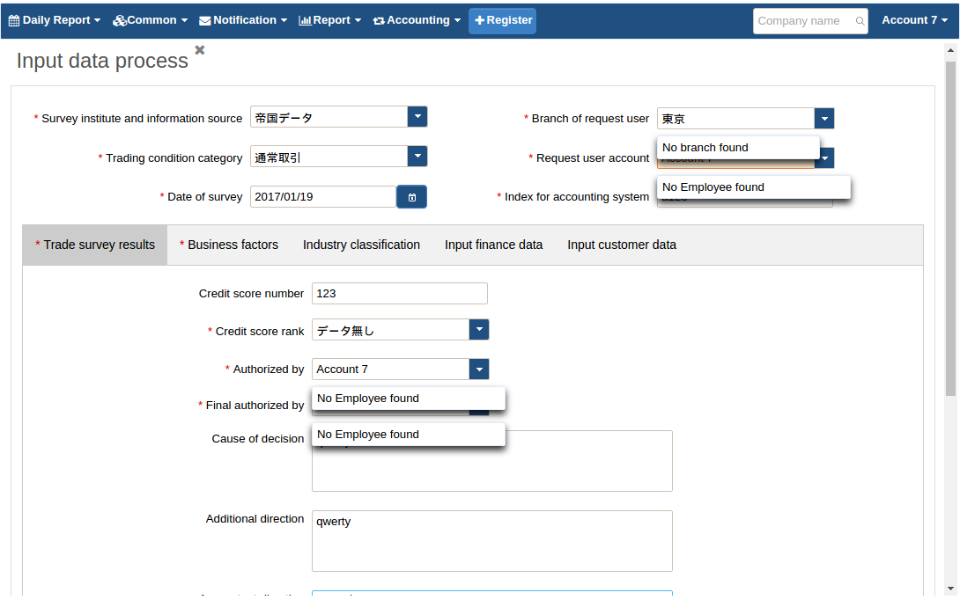 Daily Report Common Notification Report Accounting Register Company name Account 7
Input data process
* Survey institute and information source 帝国データ * Branch of request user 東京
No branch found
* Trading condition category 通常取引 * Request user account
No Employee found
* Date of survey 2017/01/19 * Index for accounting system
* Trade survey results * Business factors Industry classification Input finance data Input customer data
Credit score number 123
* Credit score rank データ無し
* Authorized by Account 7
No Employee found
* Final authorized by
No Employee found
Cause of decision
Additional direction qwerty